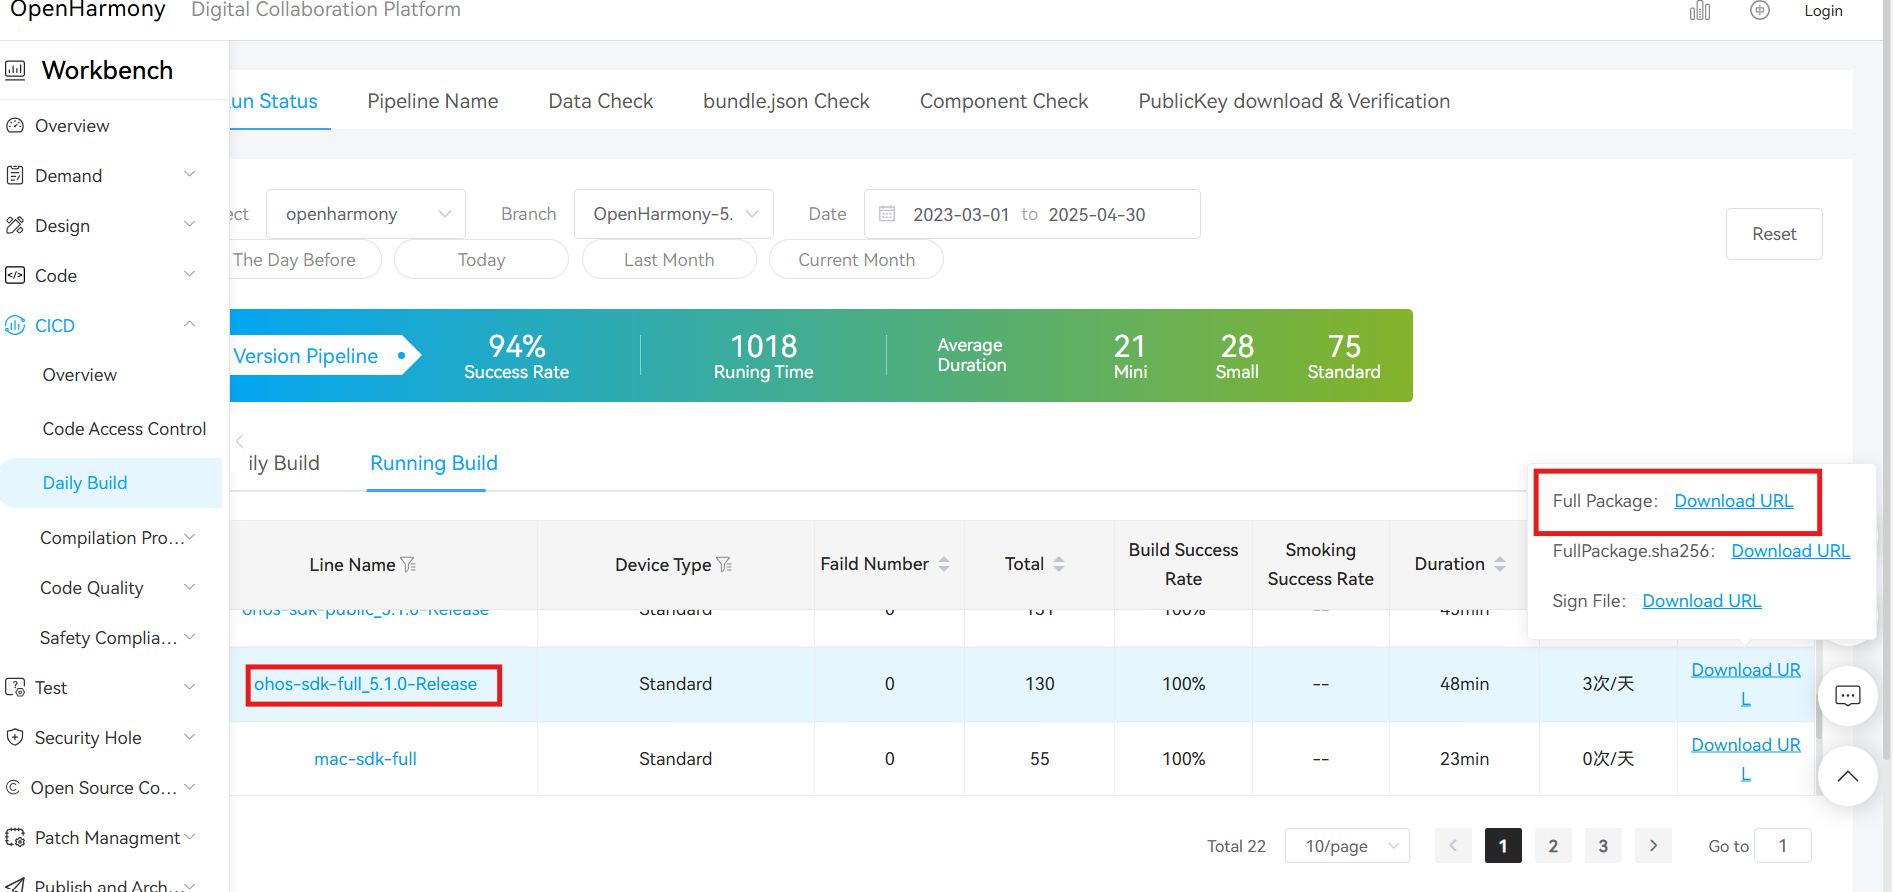 OpenHarmony Digital Collaboration Platform Login
Workbench
Overview
Demand
Design
Code
CICD
Overview
Code Access Control
Daily Build
Compilation Pro...
Code Quality
Safety Complia...
Test
Security Hole
Open Source Co...
Patch Managment
Publish and Arch...
un Status Pipeline Name Data Check bundle.json Check Component Check PublicKey download & Verification
ect openharmony Branch OpenHarmony-5. Date 2023-03-01 to 2025-04-30
Reset
The Day Before Today Last Month Current Month
Version Pipeline
94%
Success Rate
1018
Runing Time
Average
Duration
21
Mini
28
Small
75
Standard
ily Build Running Build
Full Package: Download URL
FullPackage.sha256: Download URL
Sign File: Download URL
Line Name Device Type Faild Number Total Build Success Rate Smoking Success Rate Duration
ohos-sdk-public_5.1.0-Release Standard 0 131 100% -- 45min
ohos-sdk-full_5.1.0-Release Standard 0 130 100% -- 48min 3次/天 Download URL
mac-sdk-full Standard 0 55 100% -- 23min 0次/天 Download URL
Total 22 10/page 1 2 3 Go to 1